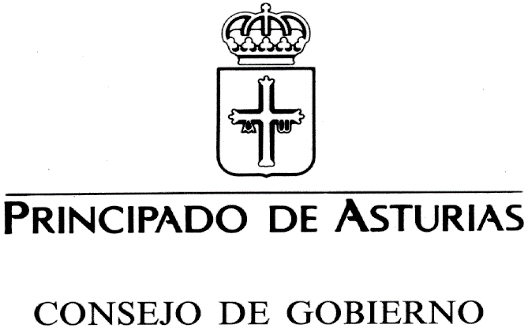 PRINCIPADO DE ASTURIAS
CONSEJO DE GOBIERNO